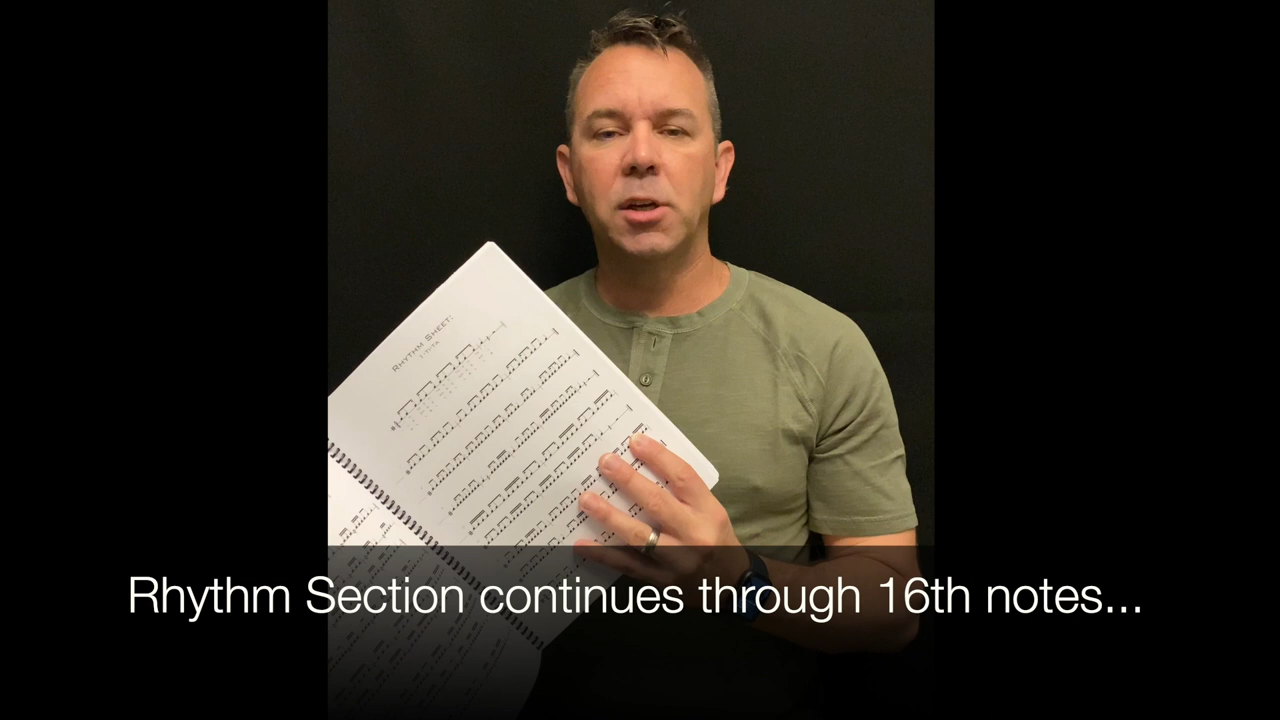 Rhythm Sheet:
Rhythm Section continues through 16th notes...